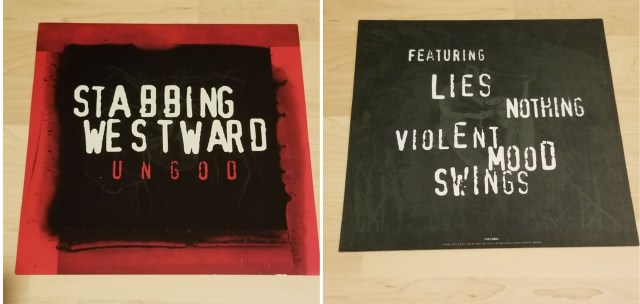 STABBING
WESTWARD
UNGOD
FEATURING
LIES
NOTHING
VIOLENT
MOOD
SWINGS